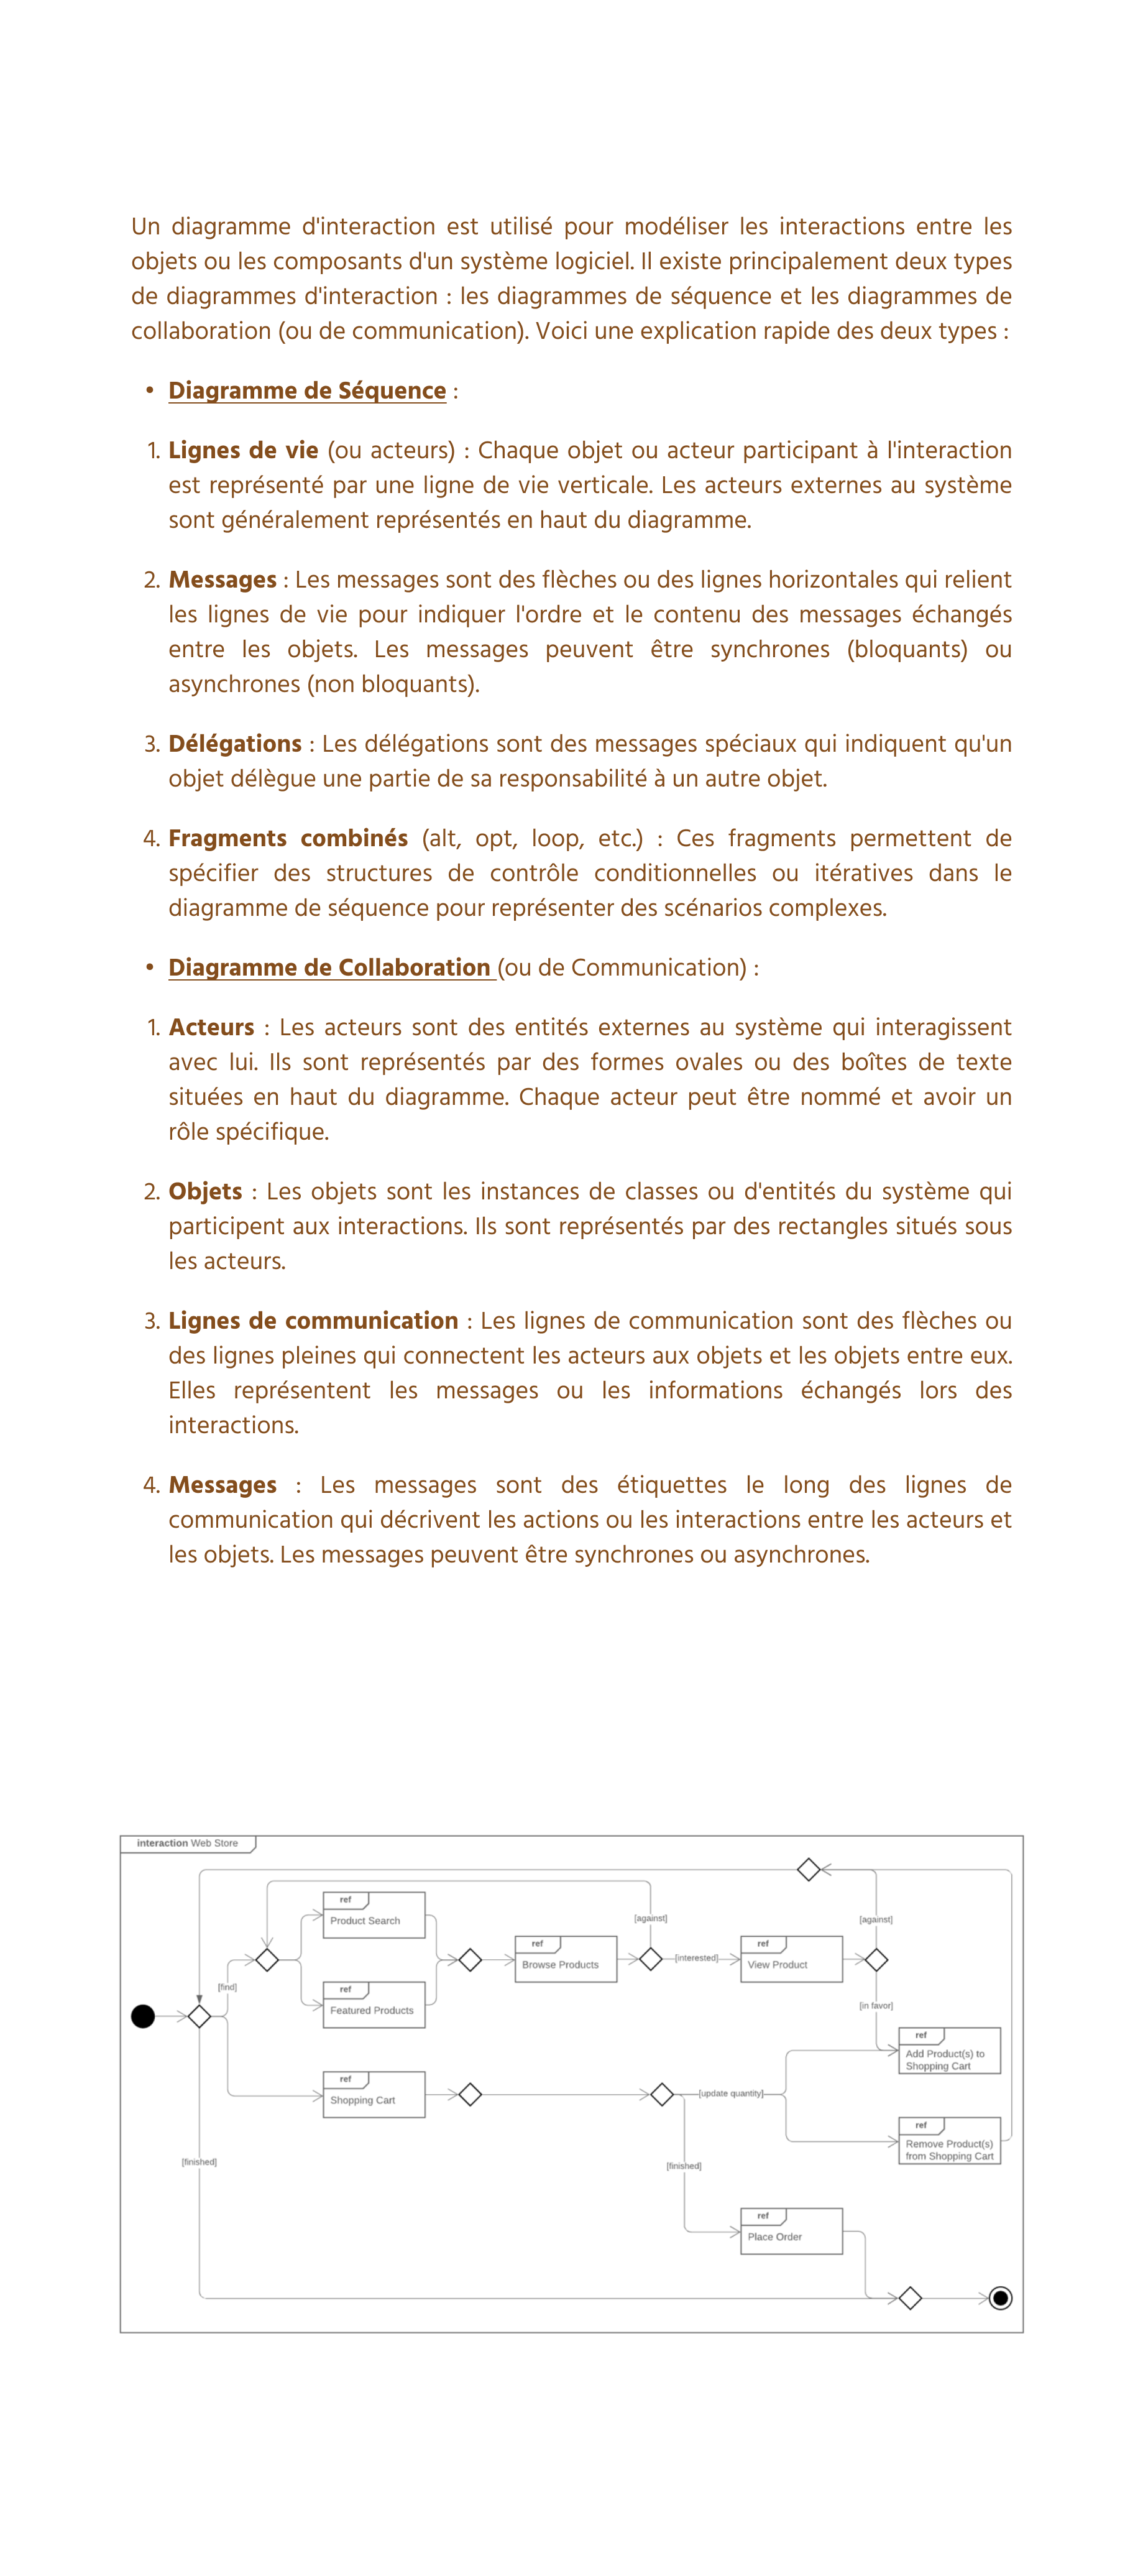 Un diagramme d'interaction est utilisé pour modéliser les interactions entre les
objets ou les composants d'un système logiciel. Il existe principalement deux types
de diagrammes d'interaction : les diagrammes de séquence et les diagrammes de
collaboration (ou de communication). Voici une explication rapide des deux types :
• Diagramme de Séquence :
1. Lignes de vie (ou acteurs) : Chaque objet ou acteur participant à l'interaction
est représenté par une ligne de vie verticale. Les acteurs externes au système
sont généralement représentés en haut du diagramme.
2. Messages : Les messages sont des flèches ou des lignes horizontales qui relient
les lignes de vie pour indiquer l'ordre et le contenu des messages échangés
entre les objets. Les messages peuvent être synchrones (bloquants) ou
asynchrones (non bloquants).
3. Délégations : Les délégations sont des messages spéciaux qui indiquent qu'un
objet délègue une partie de sa responsabilité à un autre objet.
4. Fragments combinés (alt, opt, loop, etc.) : Ces fragments permettent de
spécifier des structures de contrôle conditionnelles ou itératives dans le
diagramme de séquence pour représenter des scénarios complexes.
• Diagramme de Collaboration (ou de Communication) :
1. Acteurs : Les acteurs sont des entités externes au système qui interagissent
avec lui. Ils sont représentés par des formes ovales ou des boîtes de texte
situées en haut du diagramme. Chaque acteur peut être nommé et avoir un
rôle spécifique.
2. Objets : Les objets sont les instances de classes ou d'entités du système qui
participent aux interactions. Ils sont représentés par des rectangles situés sous
les acteurs.
3. Lignes de communication : Les lignes de communication sont des flèches ou
des lignes pleines qui connectent les acteurs aux objets et les objets entre eux.
Elles représentent les messages ou les informations échangés lors des
interactions.
4. Messages : Les messages sont des étiquettes le long des lignes de
communication qui décrivent les actions ou les interactions entre les acteurs et
les objets. Les messages peuvent être synchrones ou asynchrones.
interaction Web Store
ref
Product Search
[against]
[against]
ref
Browse Products
[interested]
ref
View Product
[find]
ref
Featured Products
[in favor]
ref
Add Product(s) to
Shopping Cart
ref
Shopping Cart
[update quantity]
ref
Remove Product(s)
from Shopping Cart
[finished]
[finished]
ref
Place Order